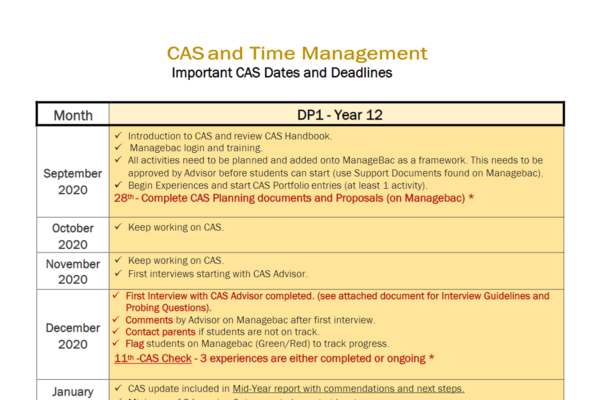 CAS and Time Management
Important CAS Dates and Deadlines
Month
DP1 - Year 12
September
2020
✓ Introduction to CAS and review CAS Handbook.
✓ Managebac login and training.
✓ All activities need to be planned and added onto ManageBac as a framework. This needs to be
approved by Advisor before students can start (use Support Documents found on Managebac).
✓ Begin Experiences and start CAS Portfolio entries (at least 1 activity).
28th - Complete CAS Planning documents and Proposals (on Managebac) *
October
2020
✓ Keep working on CAS.
November
2020
✓ Keep working on CAS.
✓ First interviews starting with CAS Advisor.
December
2020
✓ First Interview with CAS Advisor completed. (see attached document for Interview Guidelines and
Probing Questions).
✓ Comments by Advisor on Managebac after first interview.
✓ Contact parents if students are not on track.
✓ Flag students on Managebac (Green/Red) to track progress.
11th -CAS Check - 3 experiences are either completed or ongoing *
January
✓ CAS update included in Mid-Year report with commendations and next steps.